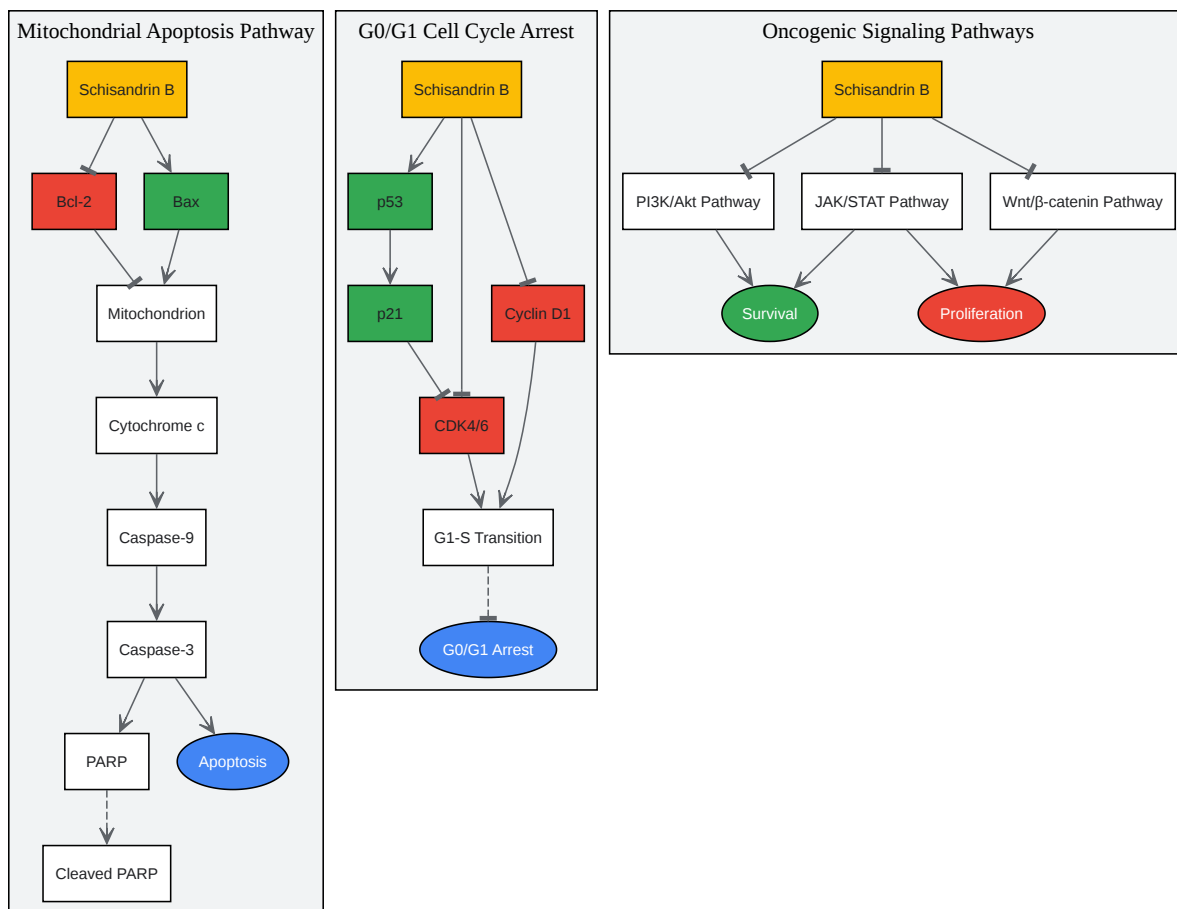 Mitochondrial Apoptosis Pathway
Schisandrin B
Bcl-2
Bax
Mitochondrion
Cytochrome c
Caspase-9
Caspase-3
PARP
Apoptosis
Cleaved PARP
G0/G1 Cell Cycle Arrest
Schisandrin B
p53
p21
Cyclin D1
CDK4/6
G1-S Transition
G0/G1 Arrest
Oncogenic Signaling Pathways
Schisandrin B
PI3K/Akt Pathway
JAK/STAT Pathway
Wnt/β-catenin Pathway
Survival
Proliferation